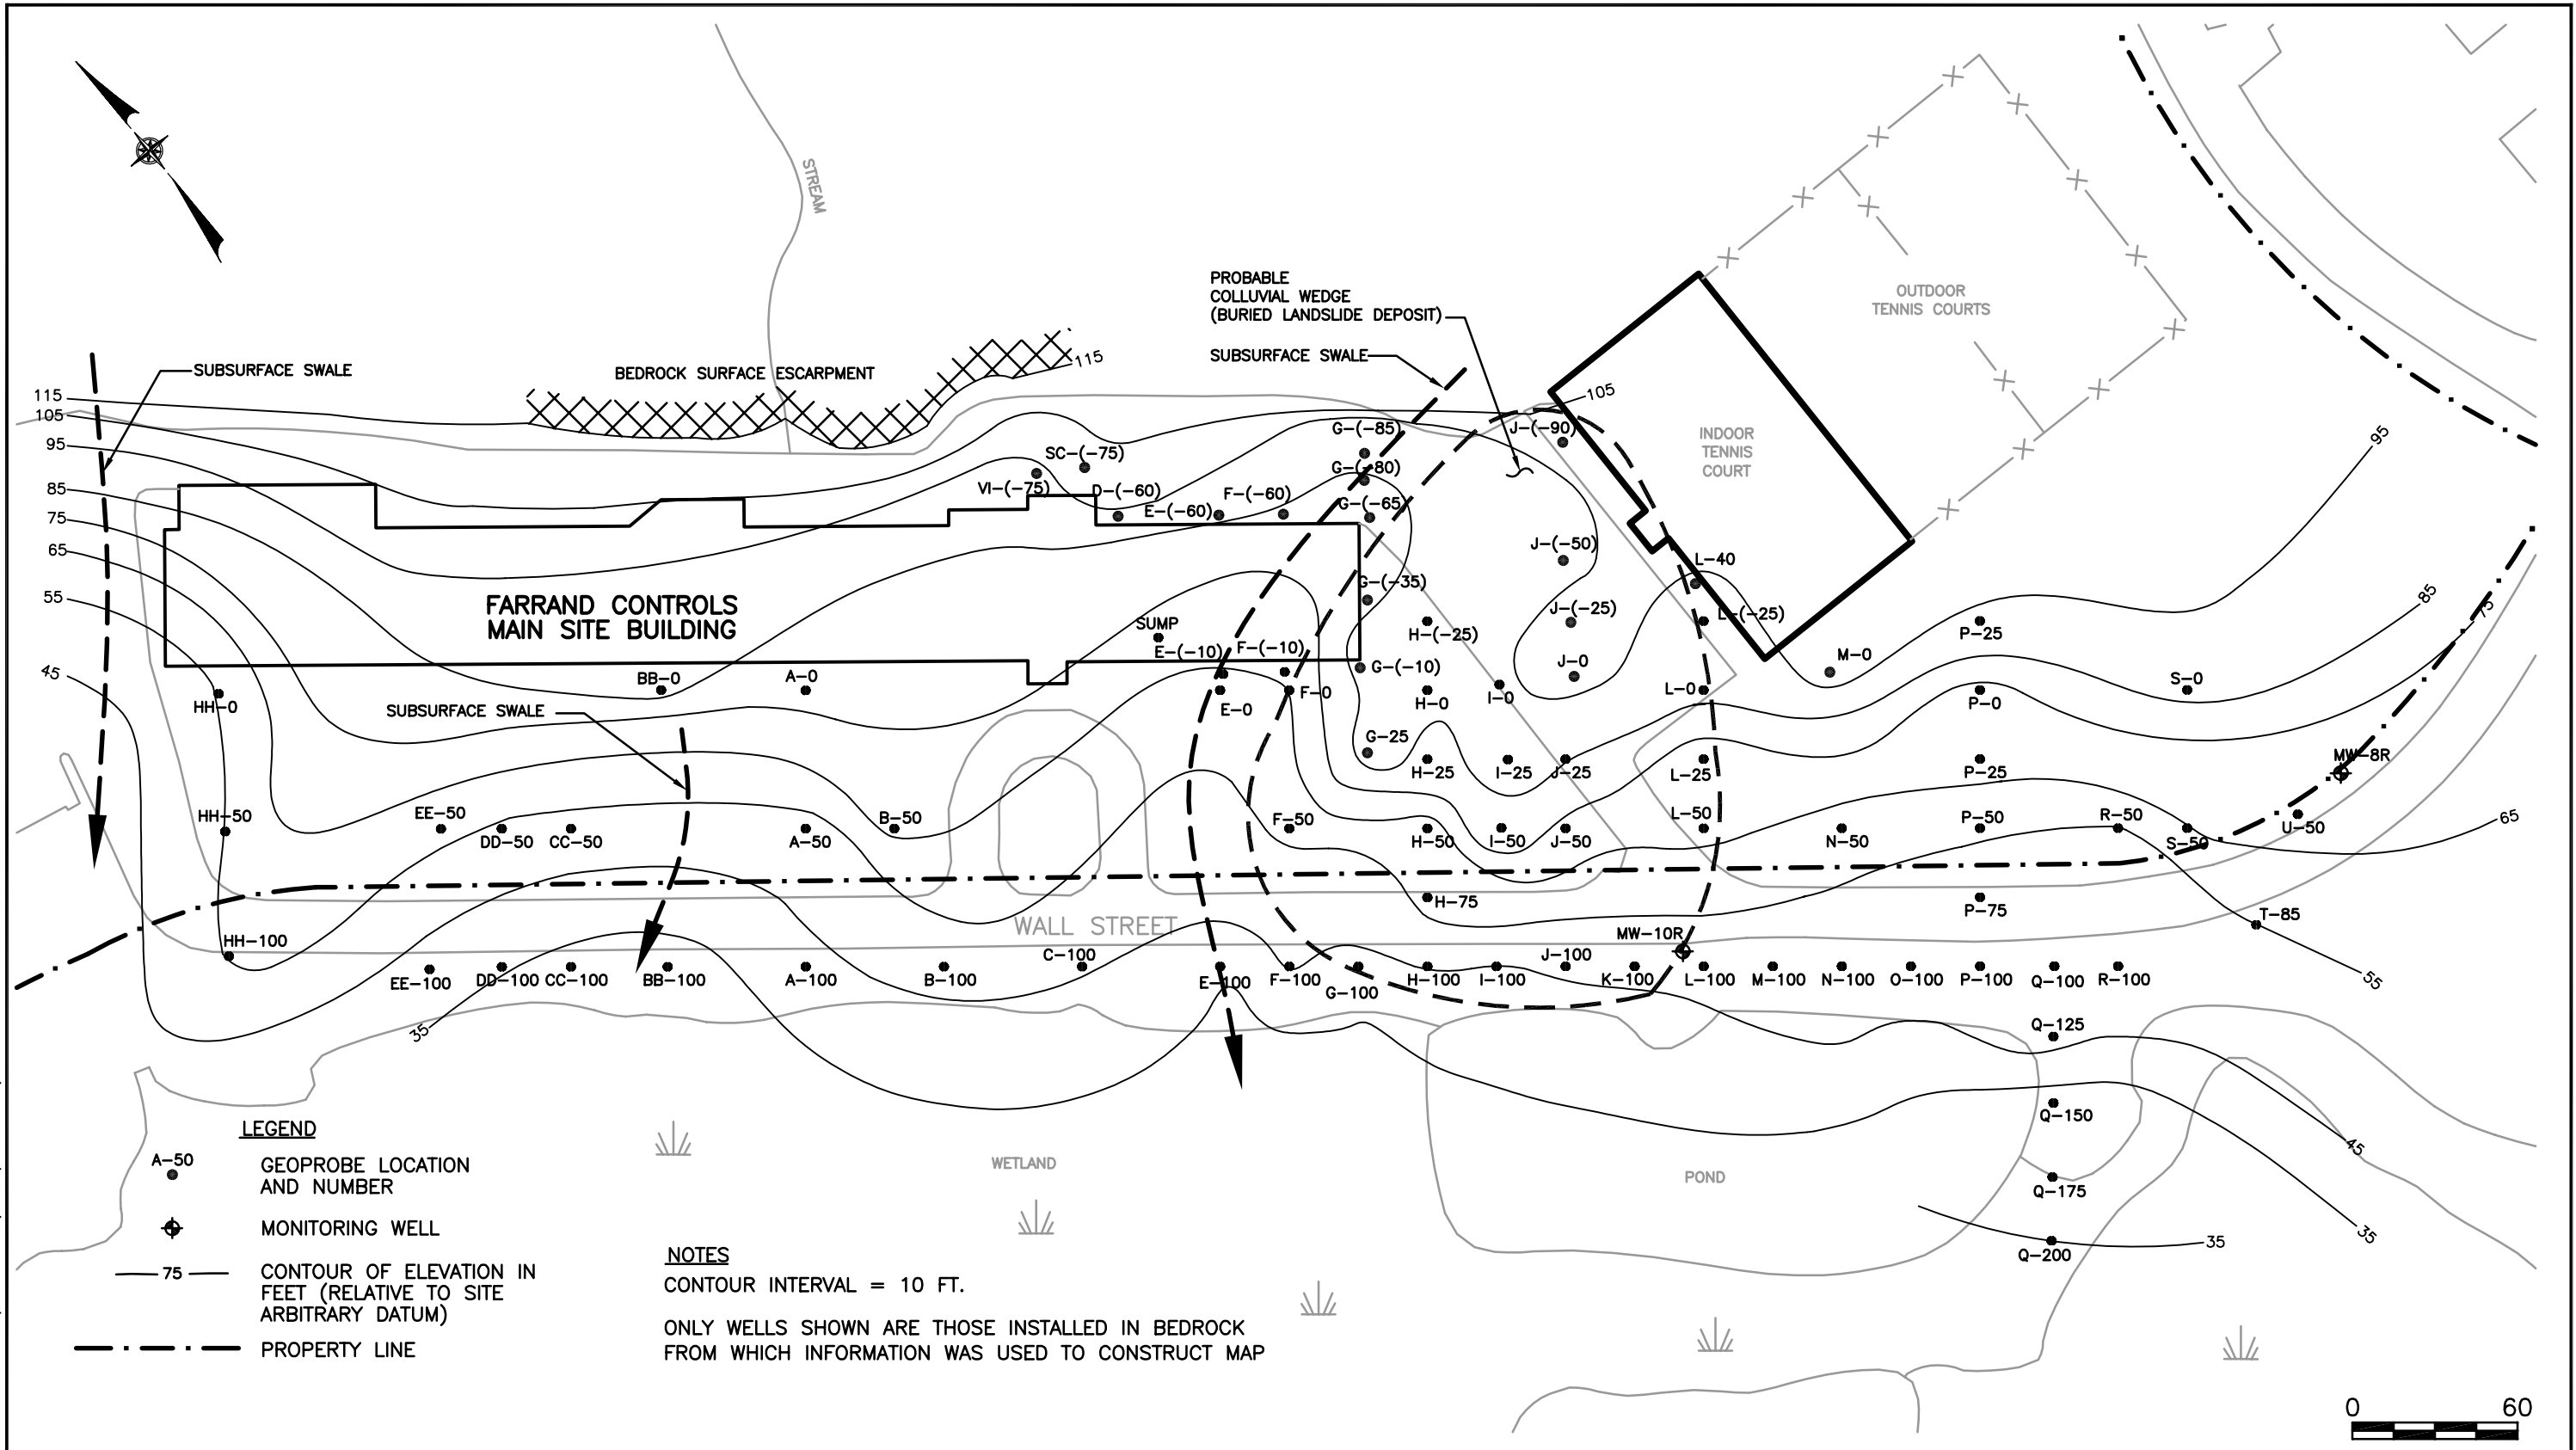 STREAM
PROBABLE
COLLUVIAL WEDGE
(BURIED LANDSLIDE DEPOSIT)
SUBSURFACE SWALE
OUTDOOR
TENNIS COURTS
SUBSURFACE SWALE
BEDROCK SURFACE ESCARPMENT
115
115
105
95
85
75
65
55
45
105
95
85
75
65
55
45
35
35
35
INDOOR
TENNIS
COURT
G-(-85)
J-(-90)
SC-(-75)
G-(-80)
VI-(-75)
D-(-60)
F-(-60)
G-(-65)
E-(-60)
J-(-50)
L-40
G-(-35)
FARRAND CONTROLS
MAIN SITE BUILDING
J-(-25)
L-(-25)
SUMP
H-(-25)
P-25
E-(-10)
F-(-10)
G-(-10)
J-0
M-0
BB-0
A-0
S-0
HH-0
SUBSURFACE SWALE
E-0
F-0
H-0
I-0
L-0
P-0
G-25
MW-8R
H-25
I-25
J-25
L-25
P-25
HH-50
EE-50
DD-50
CC-50
A-50
B-50
F-50
H-50
I-50
J-50
L-50
N-50
P-50
R-50
S-50
U-50
H-75
P-75
T-85
WALL STREET
MW-10R
HH-100
EE-100
DD-100
CC-100
BB-100
A-100
B-100
C-100
E-100
F-100
G-100
H-100
I-100
J-100
K-100
L-100
M-100
N-100
O-100
P-100
Q-100
R-100
35
Q-125
Q-150
Q-175
Q-200
WETLAND
POND
LEGEND
A-50
GEOPROBE LOCATION
AND NUMBER
MONITORING WELL
75
CONTOUR OF ELEVATION IN
FEET (RELATIVE TO SITE
ARBITRARY DATUM)
PROPERTY LINE
NOTES
CONTOUR INTERVAL = 10 FT.
ONLY WELLS SHOWN ARE THOSE INSTALLED IN BEDROCK
FROM WHICH INFORMATION WAS USED TO CONSTRUCT MAP
0 60